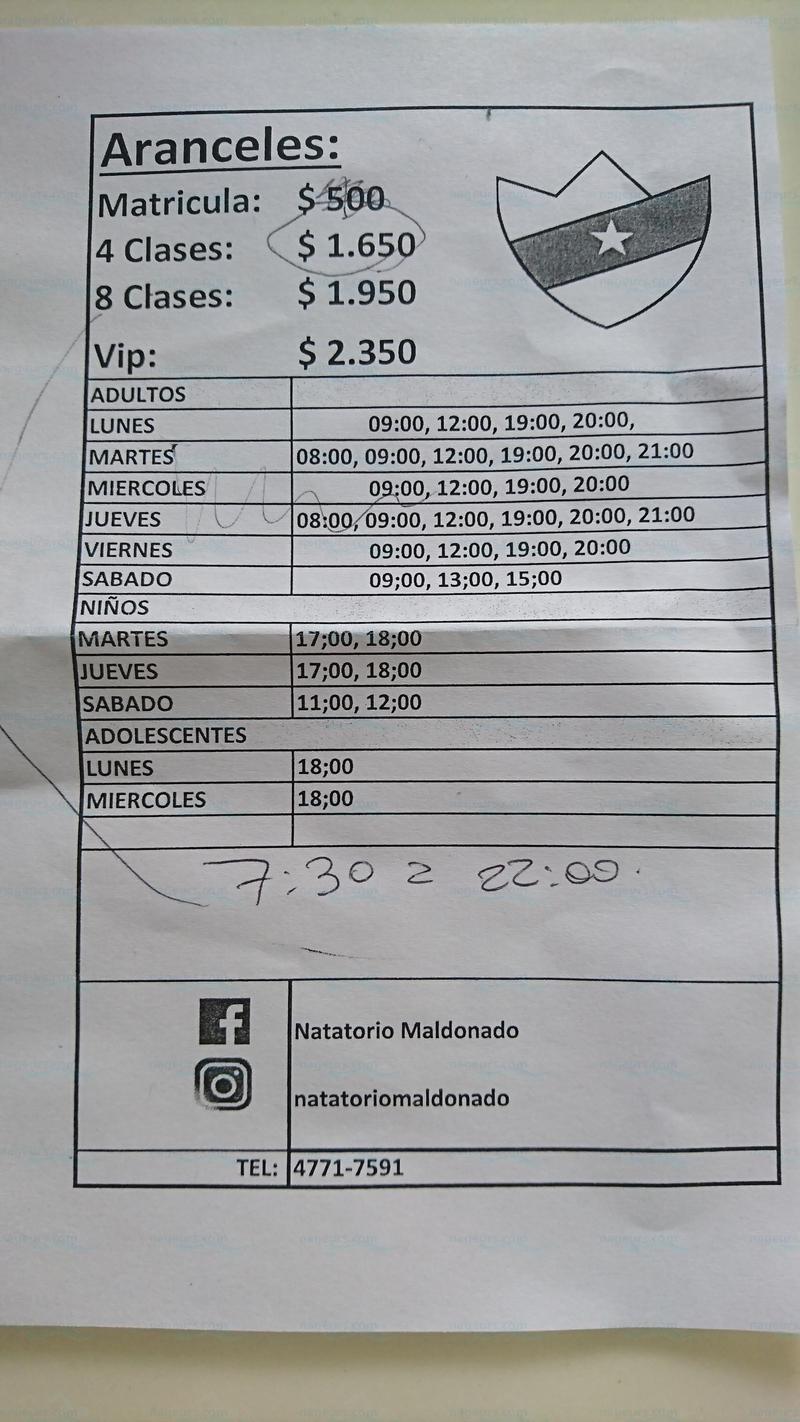 Aranceles:
Matricula: $ 500
4 Clases: $ 1.650
8 Clases: $ 1.950
Vip: $ 2.350
ADULTOS
LUNES 09:00, 12:00, 19:00, 20:00,
MARTES 08:00, 09:00, 12:00, 19:00, 20:00, 21:00
MIERCOLES 09:00, 12:00, 19:00, 20:00
JUEVES 08:00, 09:00, 12:00, 19:00, 20:00, 21:00
VIERNES 09:00, 12:00, 19:00, 20:00
SABADO 09;00, 13;00, 15;00
NIÑOS
MARTES 17;00, 18;00
JUEVES 17;00, 18;00
SABADO 11;00, 12;00
ADOLESCENTES
LUNES 18;00
MIERCOLES 18;00
7:30 a 22:00.
Natatorio Maldonado
natatoriomaldonado
TEL: 4771-7591